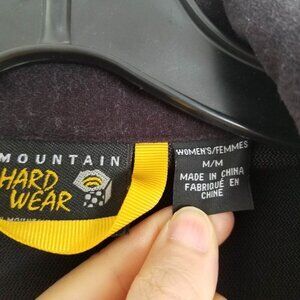 MOUNTAIN
HARD
WEAR
WOMEN'S/FEMMES
M/M
MADE IN CHINA
FABRIQUÉ EN
CHINE